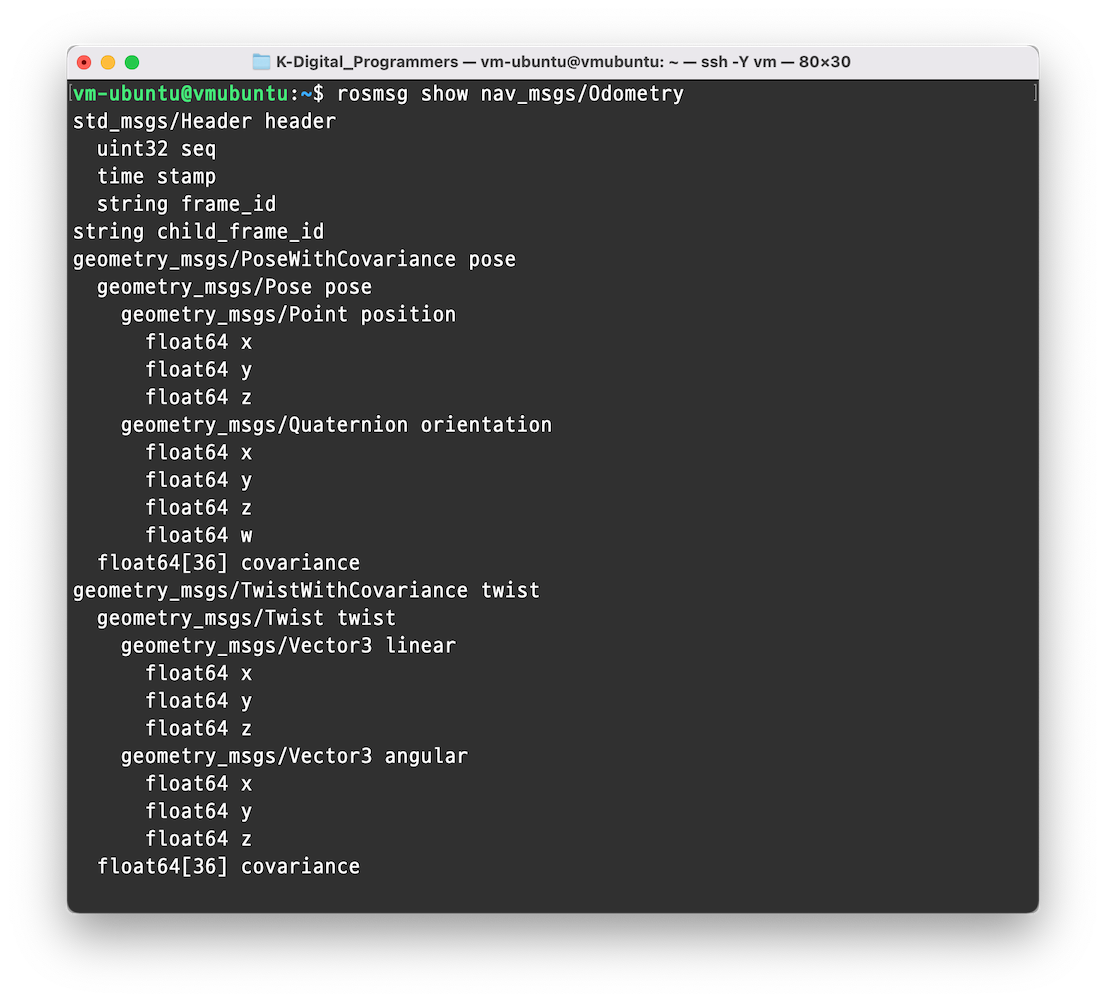 K-Digital_Programmers — vm-ubuntu@vmubuntu: ~ — ssh -Y vm — 80×30
[vm-ubuntu@vmubuntu:~$ rosmsg show nav_msgs/Odometry ]
std_msgs/Header header
  uint32 seq
  time stamp
  string frame_id
string child_frame_id
geometry_msgs/PoseWithCovariance pose
  geometry_msgs/Pose pose
    geometry_msgs/Point position
      float64 x
      float64 y
      float64 z
    geometry_msgs/Quaternion orientation
      float64 x
      float64 y
      float64 z
      float64 w
  float64[36] covariance
geometry_msgs/TwistWithCovariance twist
  geometry_msgs/Twist twist
    geometry_msgs/Vector3 linear
      float64 x
      float64 y
      float64 z
    geometry_msgs/Vector3 angular
      float64 x
      float64 y
      float64 z
  float64[36] covariance